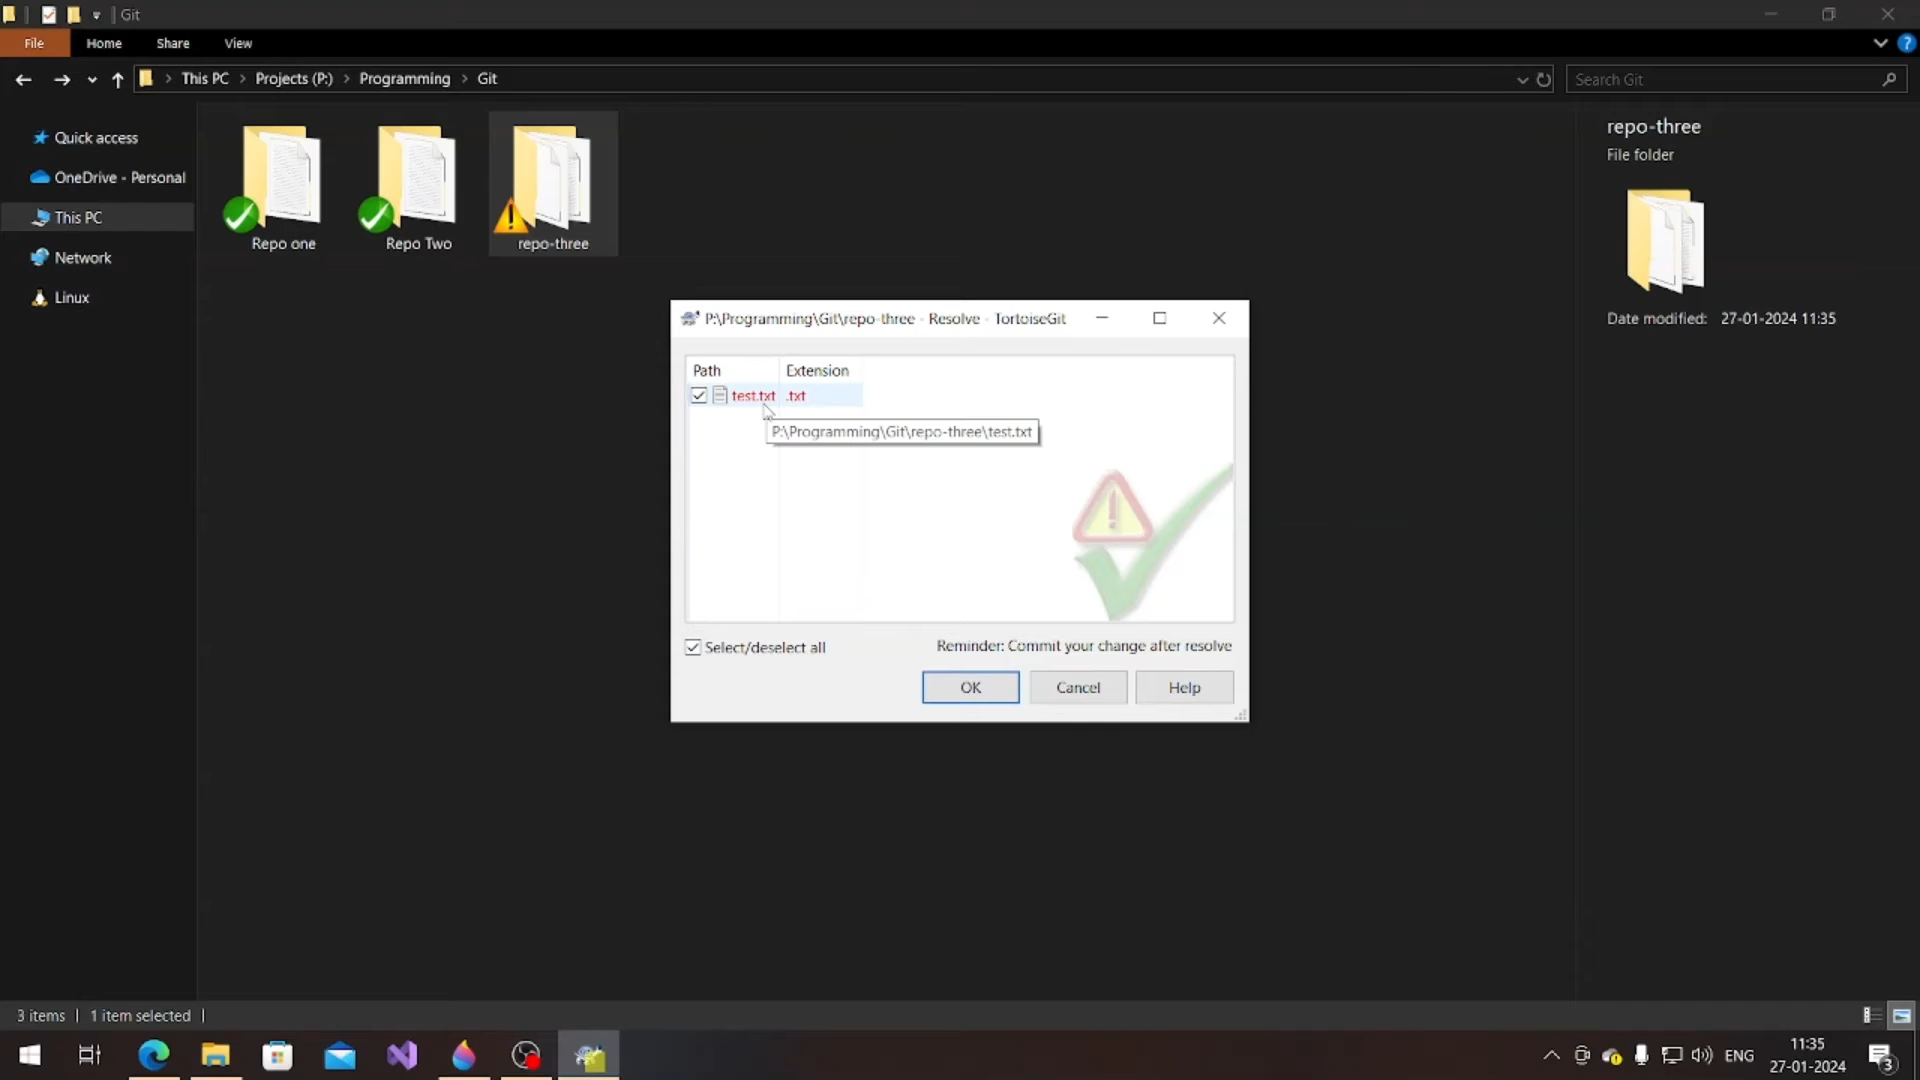 Git
File Home Share View
This PC Projects (P:) Programming Git
Search Git
Quick access
OneDrive - Personal
This PC
Network
Linux
Repo one
Repo Two
repo-three
repo-three
File folder
Date modified: 27-01-2024 11:35
P:\Programming\Git\repo-three - Resolve - TortoiseGit
Path Extension
test.txt .txt
P:\Programming\Git\repo-three\test.txt
Select/deselect all
Reminder: Commit your change after resolve
OK Cancel Help
3 items 1 item selected
ENG
11:35
27-01-2024
3